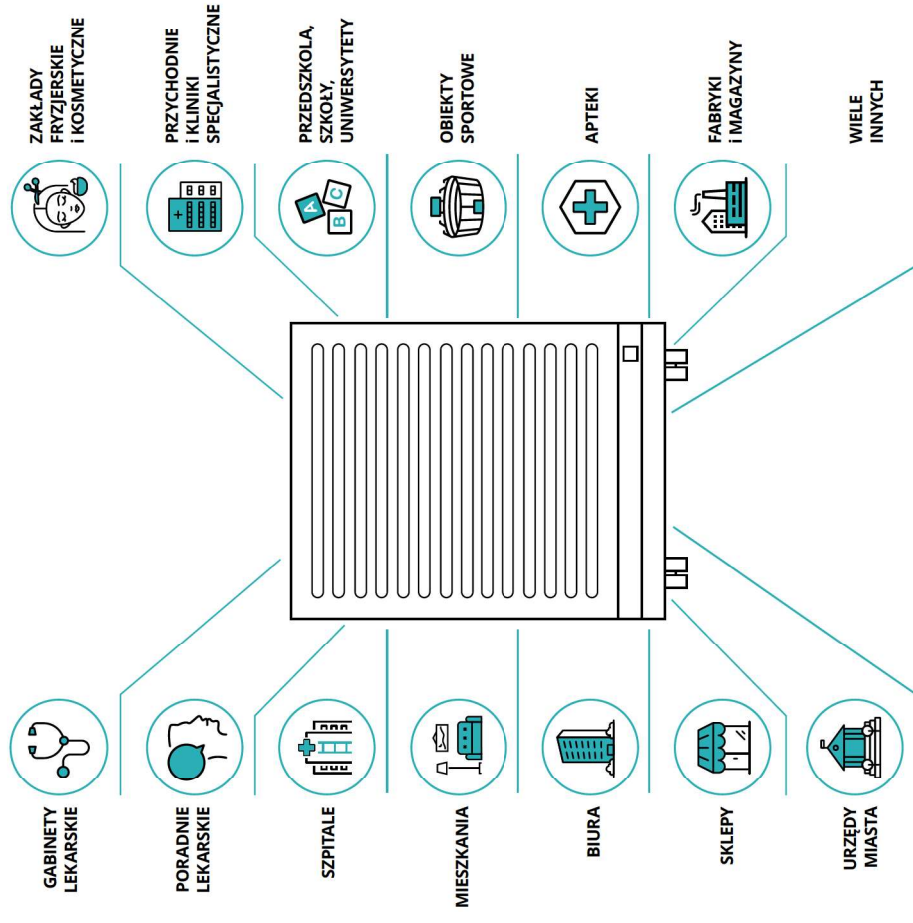 GABINETY
LEKARSKIE
PORADNIE
LEKARSKIE
SZPITALE
MIESZKANIA
BIURA
SKLEPY
URZĘDY
MIASTA
ZAKŁADY
FRYZJERSKIE
i KOSMETYCZNE
PRZYCHODNIE
i KLINIKI
SPECJALISTYCZNE
A
B C
PRZEDSZKOLA,
SZKOŁY,
UNIWERSYTETY
OBIEKTY
SPORTOWE
APTEKI
FABRYKI
i MAGAZYNY
WIELE
INNYCH